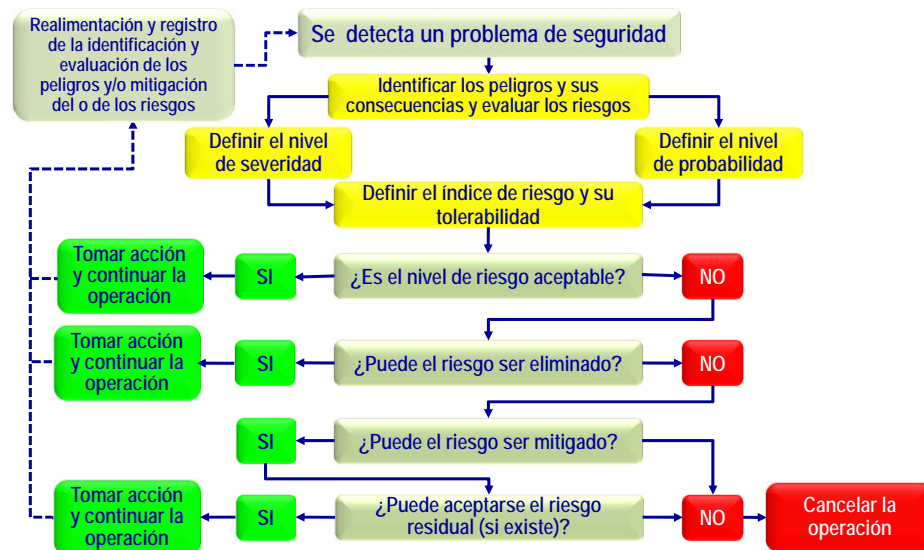 Realimentación y registro
de la identificación y
evaluación de los
peligros y/o mitigación
del o de los riesgos
Se detecta un problema de seguridad
Identificar los peligros y sus
consecuencias y evaluar los riesgos
Definir el nivel
de severidad
Definir el nivel
de probabilidad
Definir el índice de riesgo y su
tolerabilidad
Tomar acción
y continuar la
operación
SI
¿Es el nivel de riesgo aceptable?
NO
Tomar acción
y continuar la
operación
SI
¿Puede el riesgo ser eliminado?
NO
SI
¿Puede el riesgo ser mitigado?
Tomar acción
y continuar la
operación
SI
¿Puede aceptarse el riesgo
residual (si existe)?
NO
Cancelar la
operación